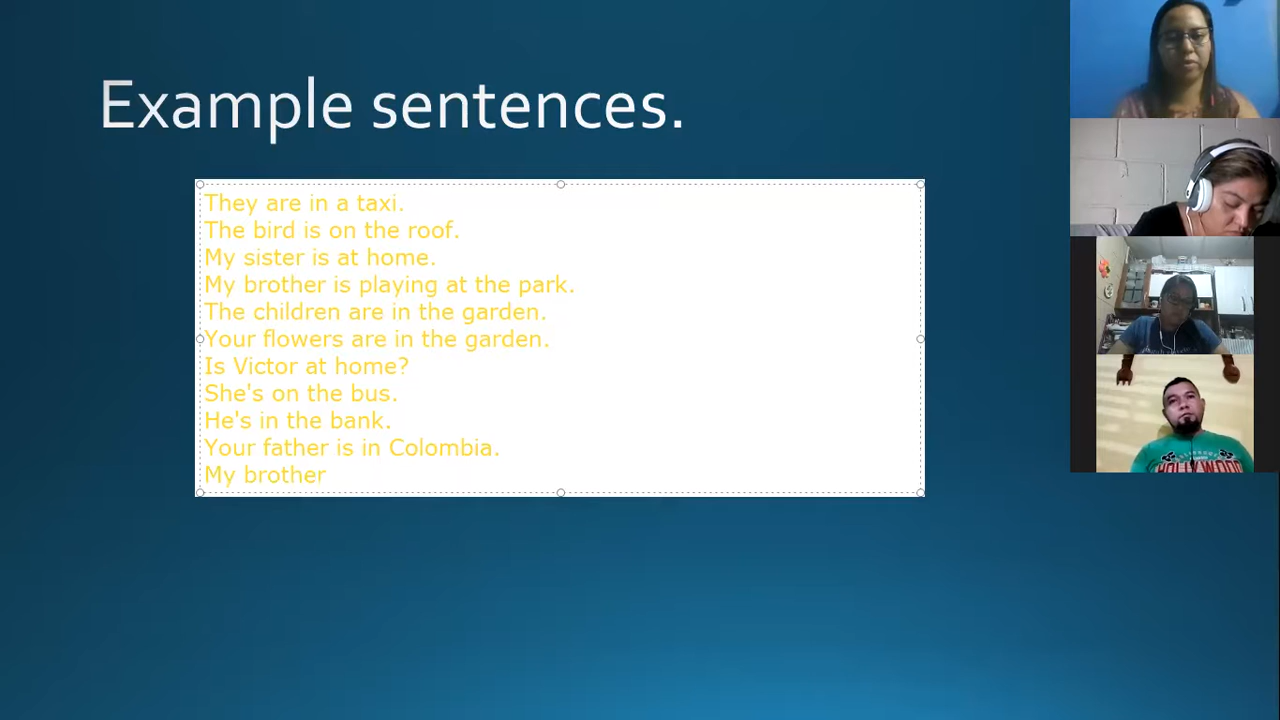 Example sentences.
They are in a taxi.
The bird is on the roof.
My sister is at home.
My brother is playing at the park.
The children are in the garden.
Your flowers are in the garden.
Is Victor at home?
She's on the bus.
He's in the bank.
Your father is in Colombia.
My brother
HOLLYWOOD